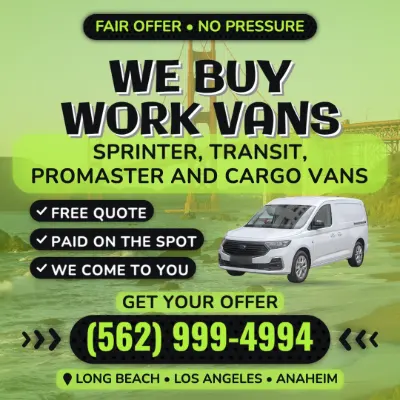 FAIR OFFER • NO PRESSURE
WE BUY
WORK VANS
SPRINTER, TRANSIT,
PROMASTER AND CARGO VANS
FREE QUOTE
PAID ON THE SPOT
WE COME TO YOU
GET YOUR OFFER
(562) 999-4994
LONG BEACH • LOS ANGELES • ANAHEIM